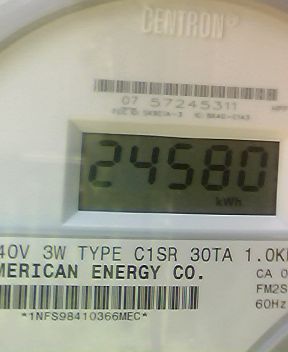 CENTRON®
07 57245311
24580
kWh
40V 3W TYPE C1SR 30TA 1.0K
MERICAN ENERGY CO.
CA 0
FM2S
60Hz
*1NFS98410366MEC*